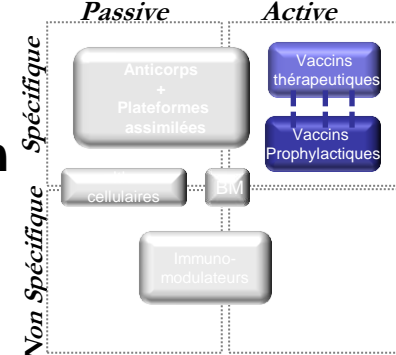 Passive
Active
Spécifique
Anticorps
+
Plateformes
assimilées
Vaccins
thérapeutiques
Vaccins
Prophylactiques
cellulaires
BM
Non Spécifique
Immuno-
modulateurs